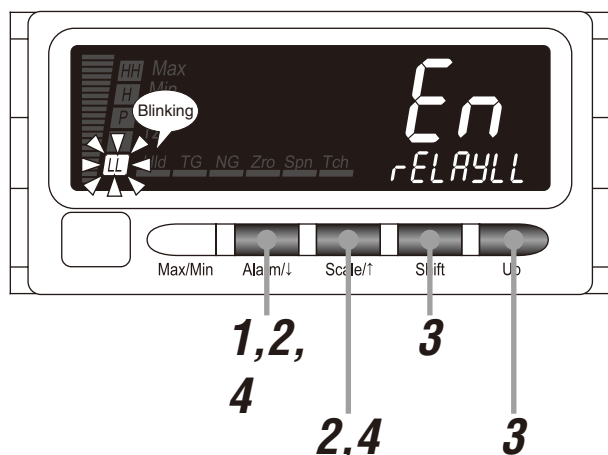 HH Max
H Min
P
Blinking
LL Hld TG NG Zro Spn Tch
En
rELAYLL
Max/Min Alarm/↓ Scale/↑ Shift Up
1,2, 3
4
2,4 3